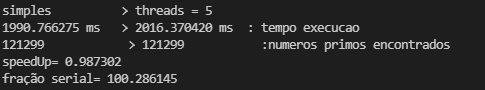 simples > threads = 5
1990.766275 ms > 2016.370420 ms : tempo execucao
121299 > 121299 :numeros primos encontrados
speedUp= 0.987302
fração serial= 100.286145